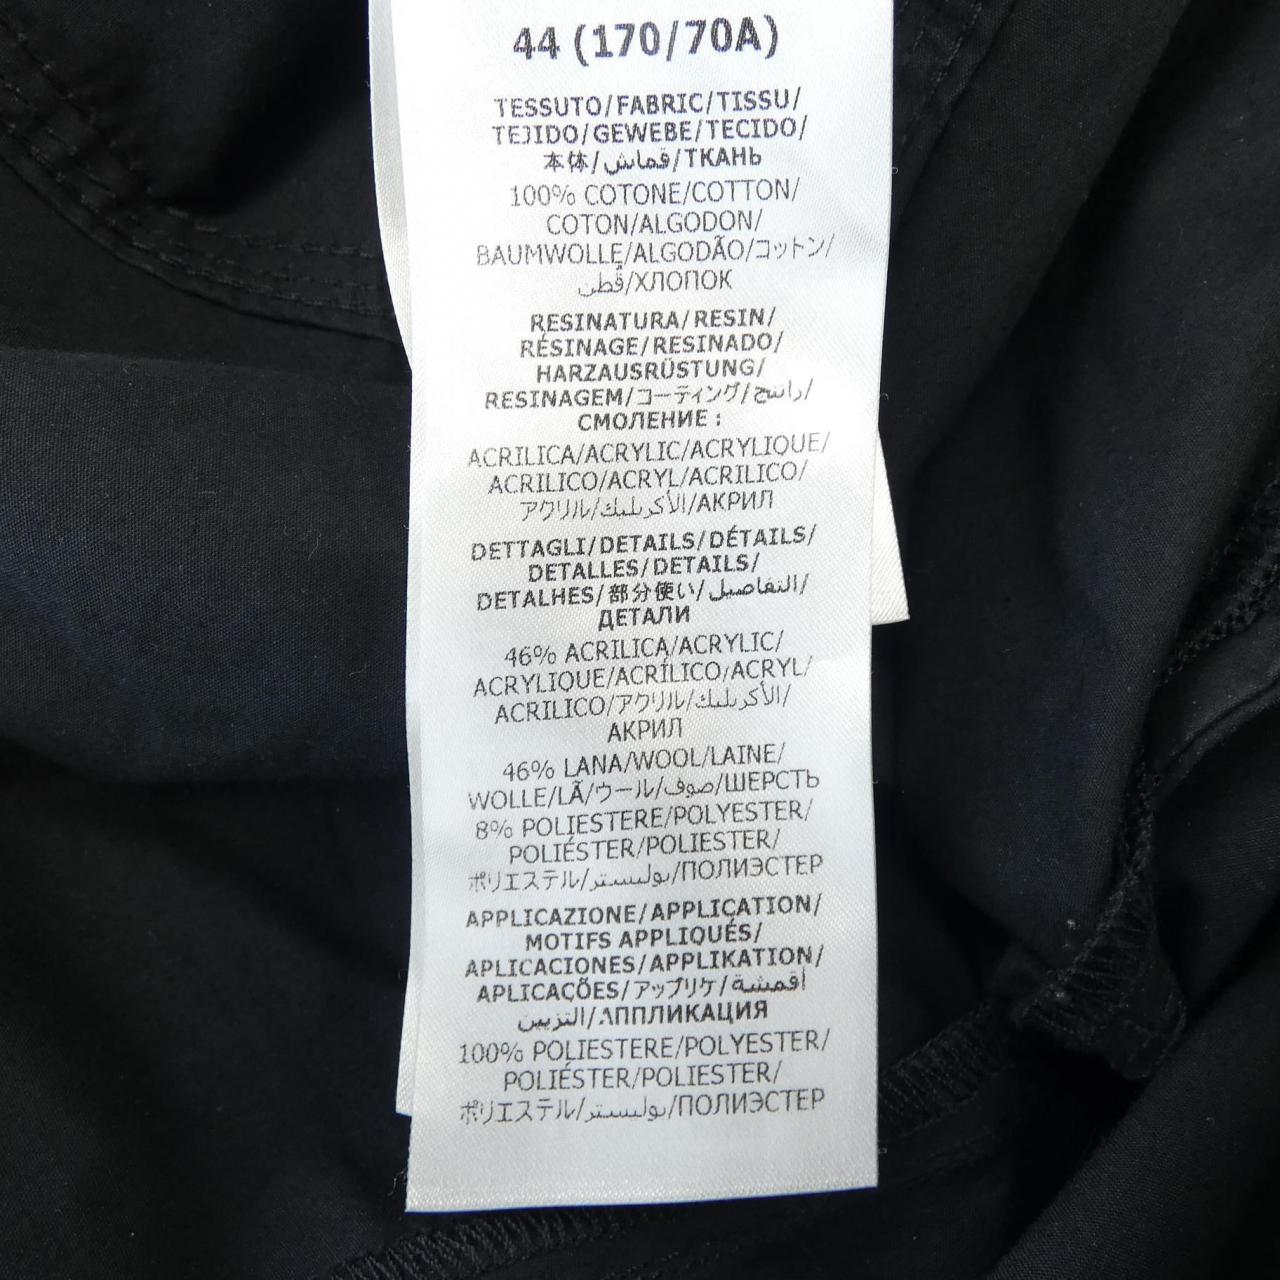 44 (170/70A)
TESSUTO/FABRIC/TISSU/
TEJIDO/GEWEBE/TECIDO/
本体/قماش/ТКАНЬ
100% COTONE/COTTON/
COTON/ALGODON/
BAUMWOLLE/ALGODÃO/コットン/
قُطن/ХЛОПОК
RESINATURA/RESIN/
RÉSINAGE/RESINADO/
HARZAUSRÜSTUNG/
RESINAGEM/コーティング/راتنج/
СМОЛЕНИЕ :
ACRILICA/ACRYLIC/ACRYLIQUE/
ACRILICO/ACRYL/ACRILICO/
アクリル/الأكريليك/АКРИЛ
DETTAGLI/DETAILS/DÉTAILS/
DETALLES/DETAILS/
DETALHES/部分使い/التفاصيل/
ДЕТАЛИ
46% ACRILICA/ACRYLIC/
ACRYLIQUE/ACRÍLICO/ACRYL/
ACRILICO/アクリル/الأكريليك/
АКРИЛ
46% LANA/WOOL/LAINE/
WOLLE/LÃ/ウール/صوف/ШЕРСТЬ
8% POLIESTERE/POLYESTER/
POLIÉSTER/POLIESTER/
ポリエステル/بوليستر/ПОЛИЭСТЕР
APPLICAZIONE/APPLICATION/
MOTIFS APPLIQUÉS/
APLICACIONES/APPLIKATION/
APLICAÇÕES/アップリケ/أقمشة
التزيين/АППЛИКАЦИЯ
100% POLIESTERE/POLYESTER/
POLIÉSTER/POLIESTER/
ポリエステル/بوليستر/ПОЛИЭСТЕР